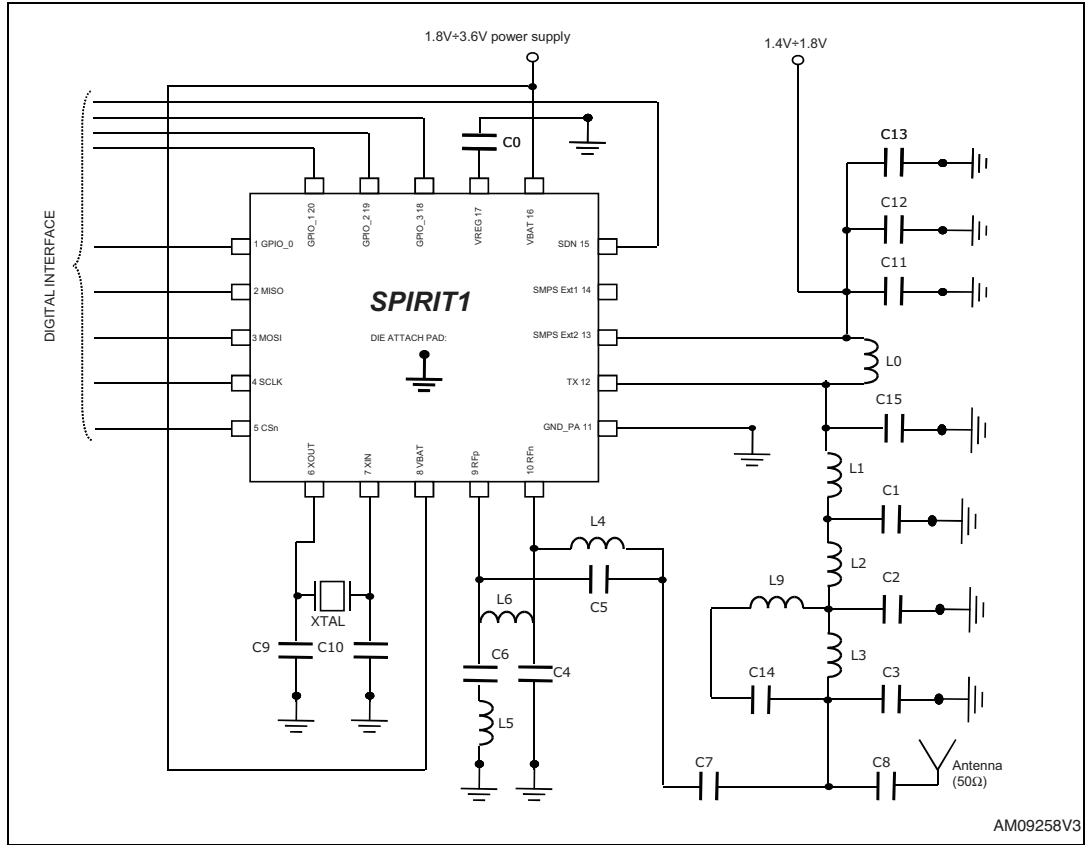 1.8V÷3.6V power supply
1.4V÷1.8V
DIGITAL INTERFACE
C0
C13
C12
C11
GPIO_1 20
GPIO_2 19
GPIO_3 18
VREG 17
VBAT 16
1 GPIO_0
SDN 15
2 MISO
SPIRIT1
SMPS Ext1 14
3 MOSI
DIE ATTACH PAD:
SMPS Ext2 13
L0
4 SCLK
TX 12
C15
5 CSn
GND_PA 11
6 XOUT
7 XIN
8 VBAT
9 RFp
10 RFn
L1
C1
L4
L2
C5
L9
C2
XTAL
L6
C9
C10
C6
C4
L3
C14
C3
L5
C7
C8
Antenna
(50Ω)
AM09258V3